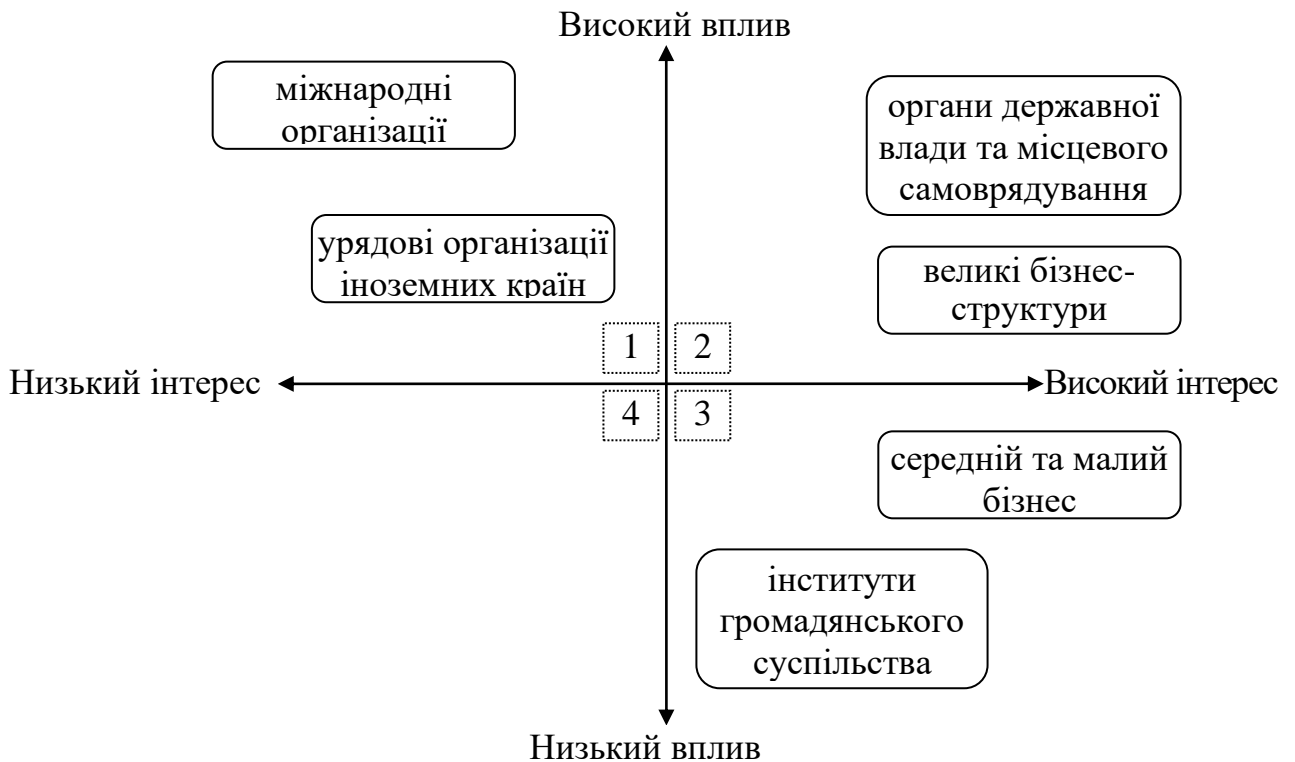 Високий вплив
міжнародні
організації
органи державної
влади та місцевого
самоврядування
урядові організації
іноземних країн
великі бізнес-
структури
1
2
Низький інтерес
Високий інтерес
4
3
середній та малий
бізнес
інститути
громадянського
суспільства
Низький вплив